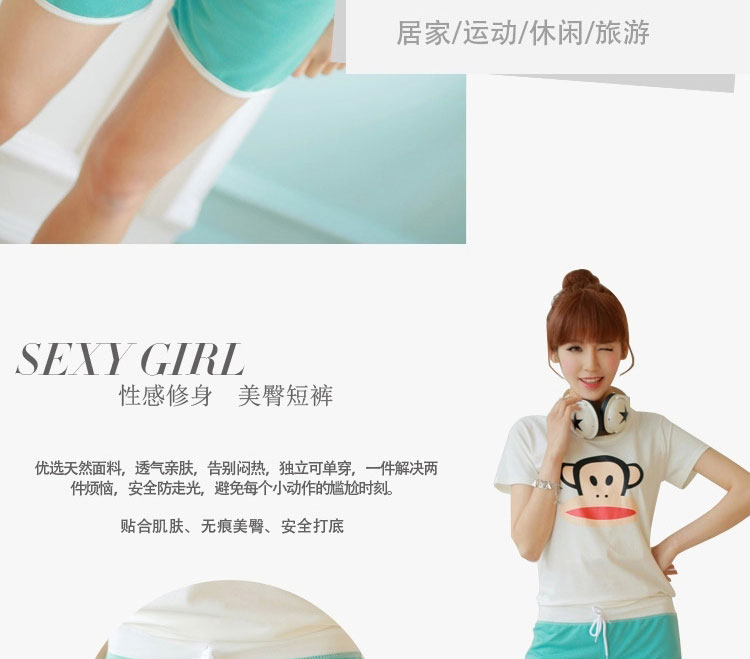 居家/运动/休闲/旅游
SEXY GIRL
性感修身 美臀短裤
优选天然面料，透气亲肤，告别闷热，独立可单穿，一件解决两
件烦恼，安全防走光，避免每个小动作的尴尬时刻。
贴合肌肤、无痕美臀、安全打底